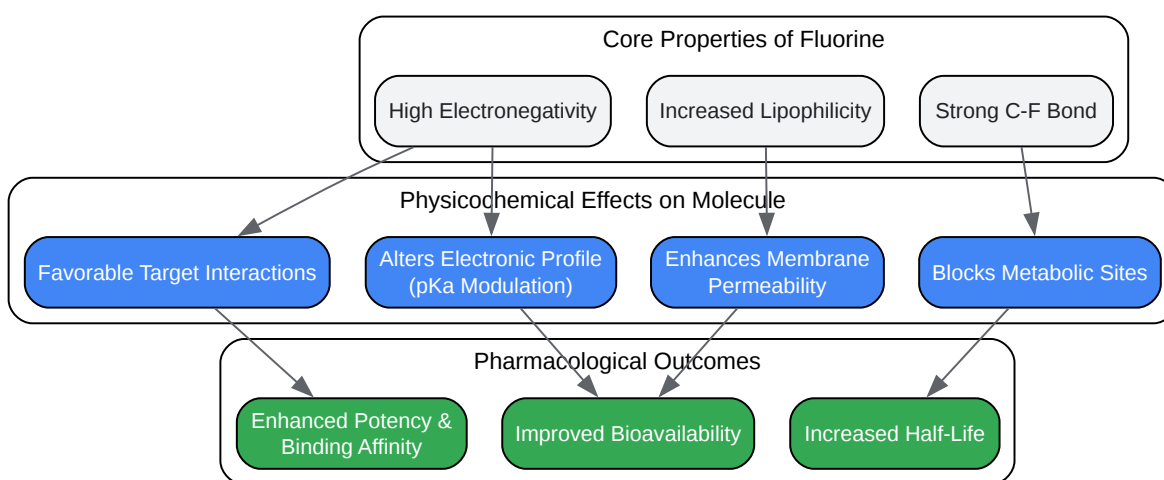 Core Properties of Fluorine
High Electronegativity
Increased Lipophilicity
Strong C-F Bond
Physicochemical Effects on Molecule
Favorable Target Interactions
Alters Electronic Profile
(pKa Modulation)
Enhances Membrane
Permeability
Blocks Metabolic Sites
Pharmacological Outcomes
Enhanced Potency &
Binding Affinity
Improved Bioavailability
Increased Half-Life